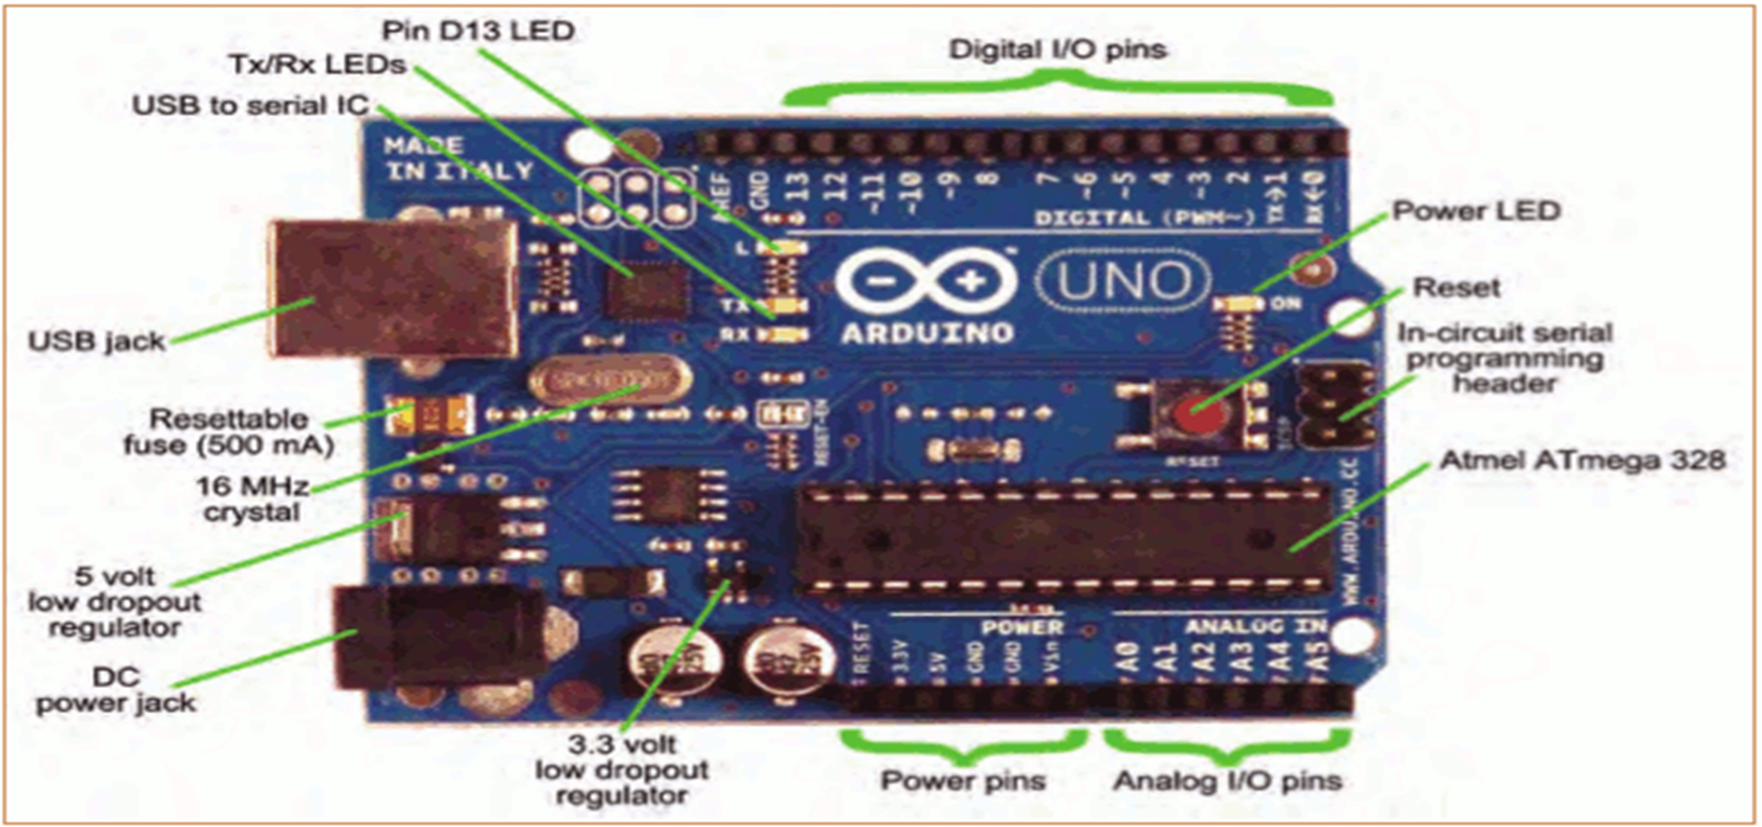 Pin D13 LED
Tx/Rx LEDs
USB to serial IC
Digital I/O pins
MADE
IN ITALY
AREF
GND
13
12
~11
~10
~9
8
7
~6
~5
4
~3
2
TX→1
RX←0
DIGITAL (PWM~)
Power LED
L
TX
RX
UNO
ON
ARDUINO
Reset
In-circuit serial
programming
header
USB jack
Resettable
fuse (500 mA)
16 MHz
crystal
RESET-EN
RESET
ICSP
Atmel ATmega 328
WWW.ARDUINO.CC
5 volt
low dropout
regulator
DC
power jack
POWER
ANALOG IN
RESET
3.3V
5V
GND
GND
Vin
A0
A1
A2
A3
A4
A5
47
25V
3.3 volt
low dropout
regulator
Power pins
Analog I/O pins